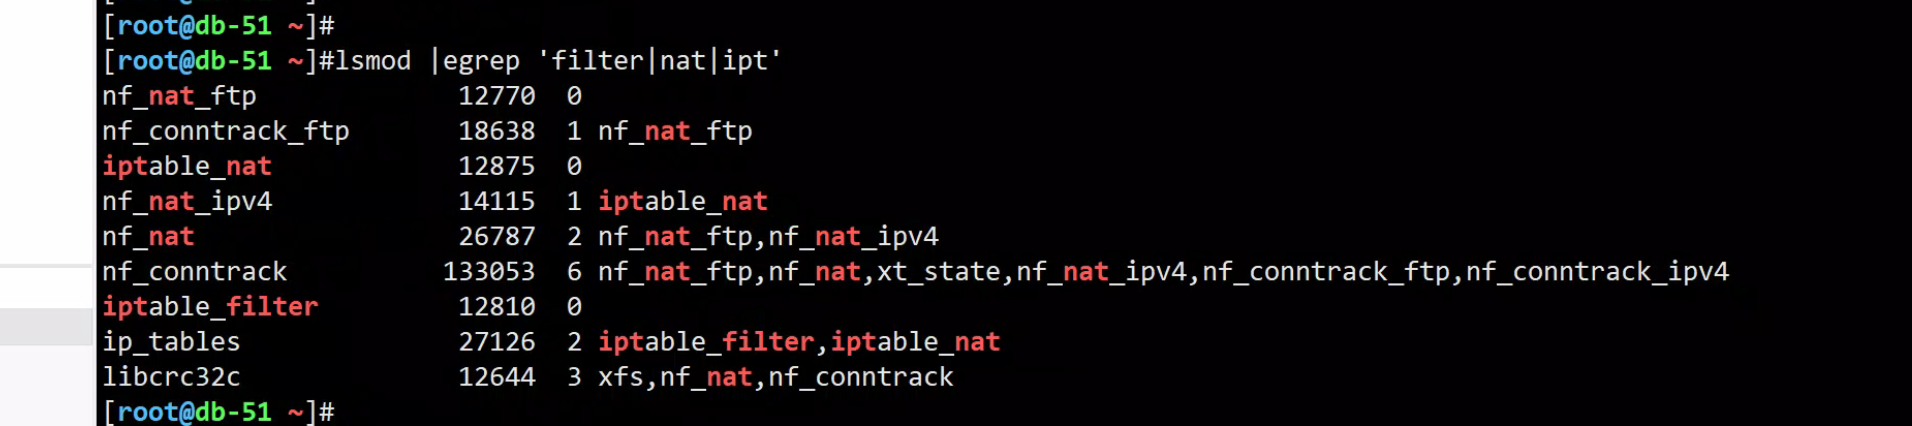 [root@db-51 ~]#
[root@db-51 ~]#lsmod |egrep 'filter|nat|ipt'
nf_nat_ftp             12770  0
nf_conntrack_ftp       18638  1 nf_nat_ftp
iptable_nat            12875  0
nf_nat_ipv4            14115  1 iptable_nat
nf_nat                 26787  2 nf_nat_ftp,nf_nat_ipv4
nf_conntrack          133053  6 nf_nat_ftp,nf_nat,xt_state,nf_nat_ipv4,nf_conntrack_ftp,nf_conntrack_ipv4
iptable_filter         12810  0
ip_tables              27126  2 iptable_filter,iptable_nat
libcrc32c              12644  3 xfs,nf_nat,nf_conntrack
[root@db-51 ~]#